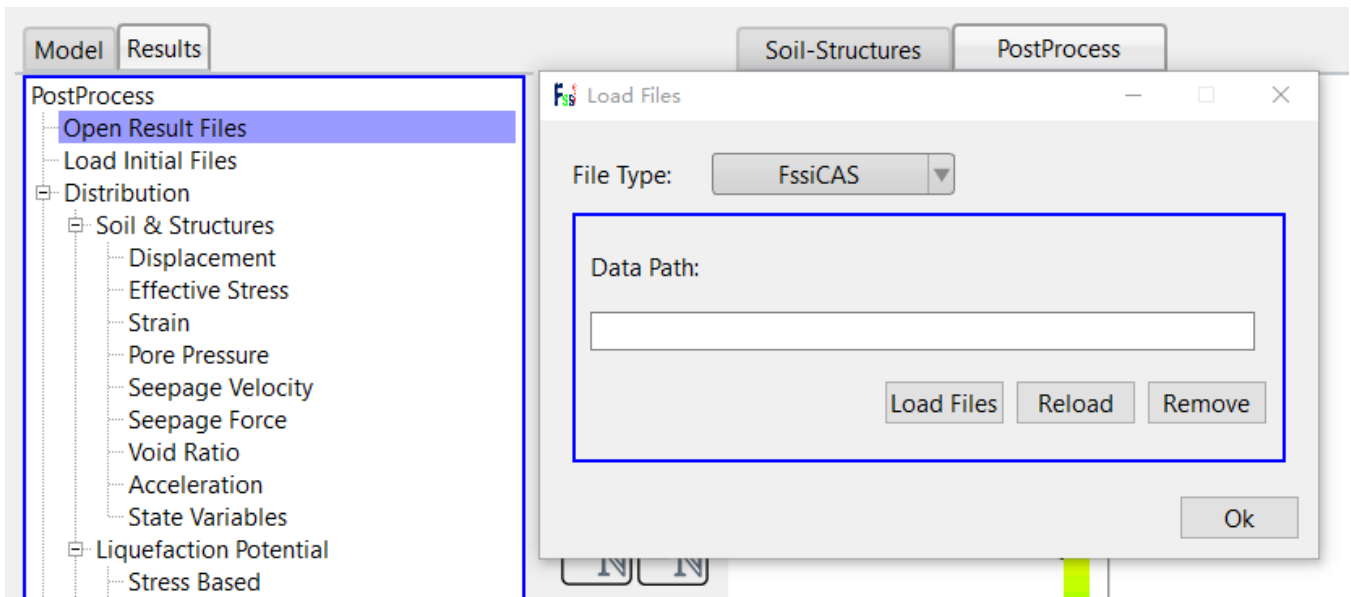 Model Results Soil-Structures PostProcess
PostProcess
Open Result Files
Load Initial Files
Distribution
Soil & Structures
Displacement
Effective Stress
Strain
Pore Pressure
Seepage Velocity
Seepage Force
Void Ratio
Acceleration
State Variables
Liquefaction Potential
Stress Based
Fssi Load Files
File Type: FssiCAS
Data Path:
Load Files Reload Remove
Ok
N N